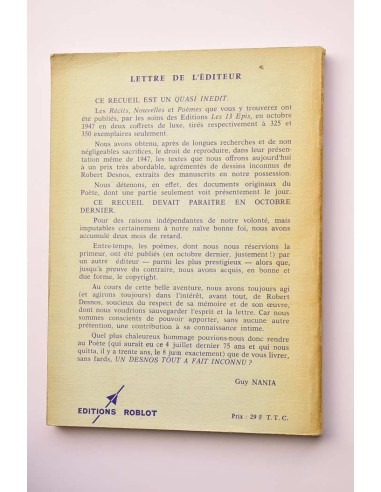 LETTRE DE L'ÉDITEUR
CE RECUEIL EST UN QUASI INEDIT.
Les Récits, Nouvelles et Poèmes que vous y trouverez ont
été publiés, par les soins des Editions Les 13 Epis, en octobre
1947 en deux coffrets de luxe, tirés respectivement à 325 et
350 exemplaires seulement.
Nous avons obtenu, après de longues recherches et de non
négligeables sacrifices, le droit de reproduire, dans leur présen-
tation même de 1947, les textes que nous offrons aujourd'hui
à un prix très abordable, agrémentés de dessins inconnus de
Robert Desnos, extraits des manuscrits en notre possession.
Nous détenons, en effet, des documents originaux du
Poète, dont une partie seulement voit présentement le jour.
CE RECUEIL DEVAIT PARAITRE EN OCTOBRE
DERNIER.
Pour des raisons indépendantes de notre volonté, mais
imputables certainement à notre naïve bonne foi, nous avons
accumulé deux mois de retard.
Entre-temps, les poèmes, dont nous nous réservions la
primeur, ont été publiés (en octobre dernier, justement !) par
un autre éditeur — parmi les plus prestigieux — alors que,
jusqu'à preuve du contraire, nous avons acquis, en bonne et
due forme, le copyright.
Au cours de cette belle aventure, nous avons toujours agi
(et agirons toujours) dans l'intérêt, avant tout, de Robert
Desnos, soucieux du respect de sa mémoire et de son œuvre,
dont nous voudrions sauvegarder l'esprit et la lettre. Car nous
sommes conscients de pouvoir apporter, sans aucune autre
prétention, une contribution à sa connaissance intime.
Quel plus chaleureux hommage pourrions-nous donc rendre
au Poète (qui aurait eu ce 4 juillet dernier 75 ans et qui nous
quitta, il y a trente ans, le 8 juin exactement) que de vous livrer,
sans fards, UN DESNOS TOUT A FAIT INCONNU ?
Guy NANIA
EDITIONS ROBLOT
Prix : 29 F T.T.C.